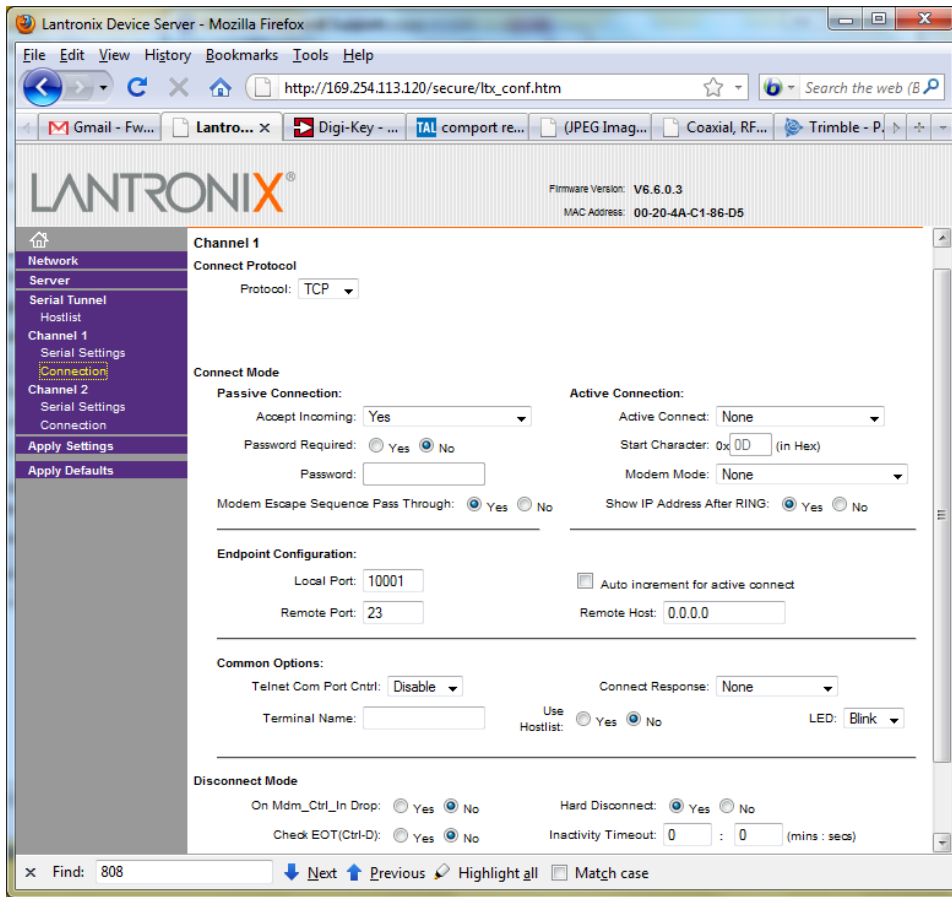 Lantronix Device Server - Mozilla Firefox
File Edit View History Bookmarks Tools Help
http://169.254.113.120/secure/ltx_conf.htm
Search the web (B
Gmail - Fw...
Lantro...
Digi-Key - ...
TAL comport re...
(JPEG Imag...
Coaxial, RF...
Trimble - P.
LANTRONIX®
Firmware Version: V6.6.0.3
MAC Address: 00-20-4A-C1-86-D5
Network
Server
Serial Tunnel
Hostlist
Channel 1
Serial Settings
Connection
Channel 2
Serial Settings
Connection
Apply Settings
Apply Defaults
Channel 1
Connect Protocol
Protocol: TCP
Connect Mode
Passive Connection:
Accept Incoming: Yes
Password Required: Yes No
Password:
Modem Escape Sequence Pass Through: Yes No
Active Connection:
Active Connect: None
Start Character: 0x 0D (in Hex)
Modem Mode: None
Show IP Address After RING: Yes No
Endpoint Configuration:
Local Port: 10001
Auto increment for active connect
Remote Port: 23
Remote Host: 0.0.0.0
Common Options:
Telnet Com Port Cntrl: Disable
Connect Response: None
Terminal Name:
Use Hostlist: Yes No
LED: Blink
Disconnect Mode
On Mdm_Ctrl_In Drop: Yes No
Hard Disconnect: Yes No
Check EOT(Ctrl-D): Yes No
Inactivity Timeout: 0 : 0 (mins : secs)
Find: 808
Next Previous Highlight all Match case